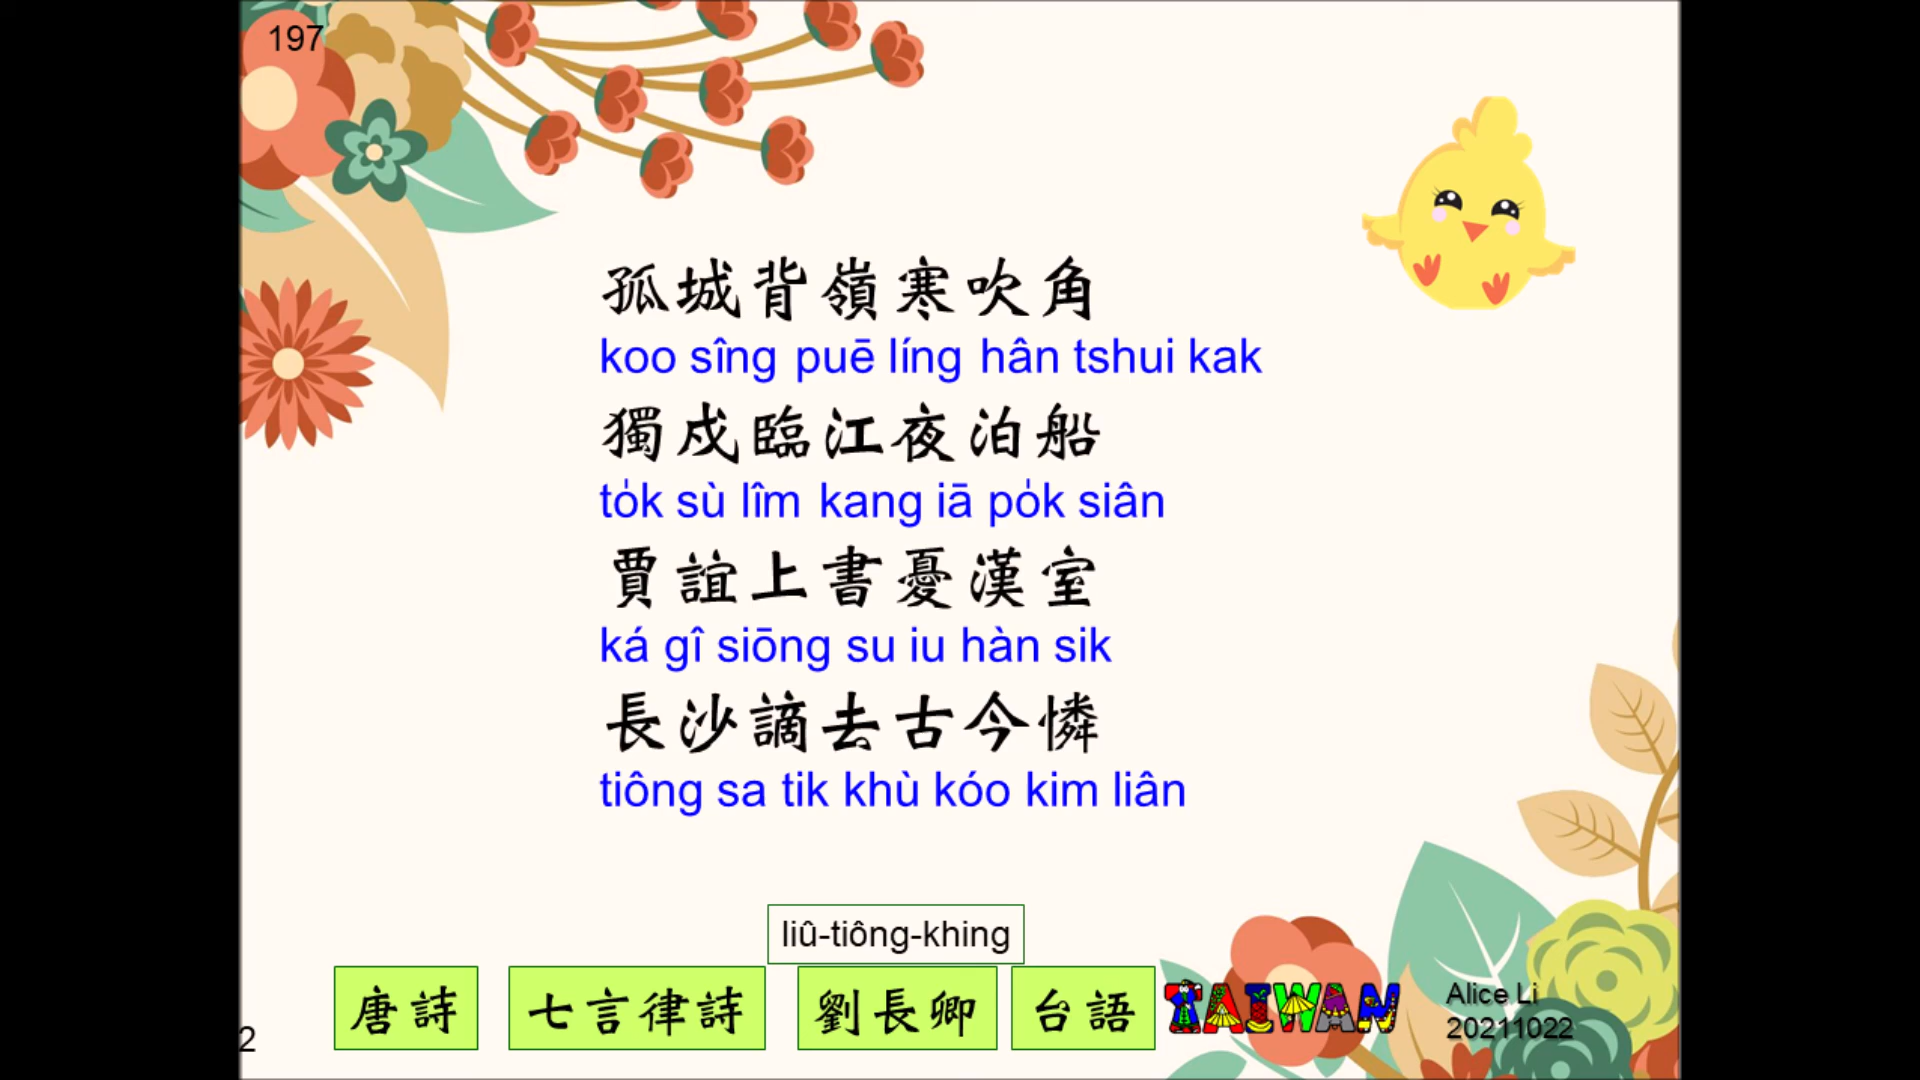 197
孤城背嶺寒吹角
koo sîng puē líng hân tshui kak
獨戍臨江夜泊船
to̍k sù lîm kang iā po̍k siân
賈誼上書憂漢室
ká gî siōng su iu hàn sik
長沙謫去古今憐
tiông sa tik khù kóo kim liân
liû-tiông-khing
唐詩 七言律詩 劉長卿 台語 TAIWAN
Alice Li
20211022
2